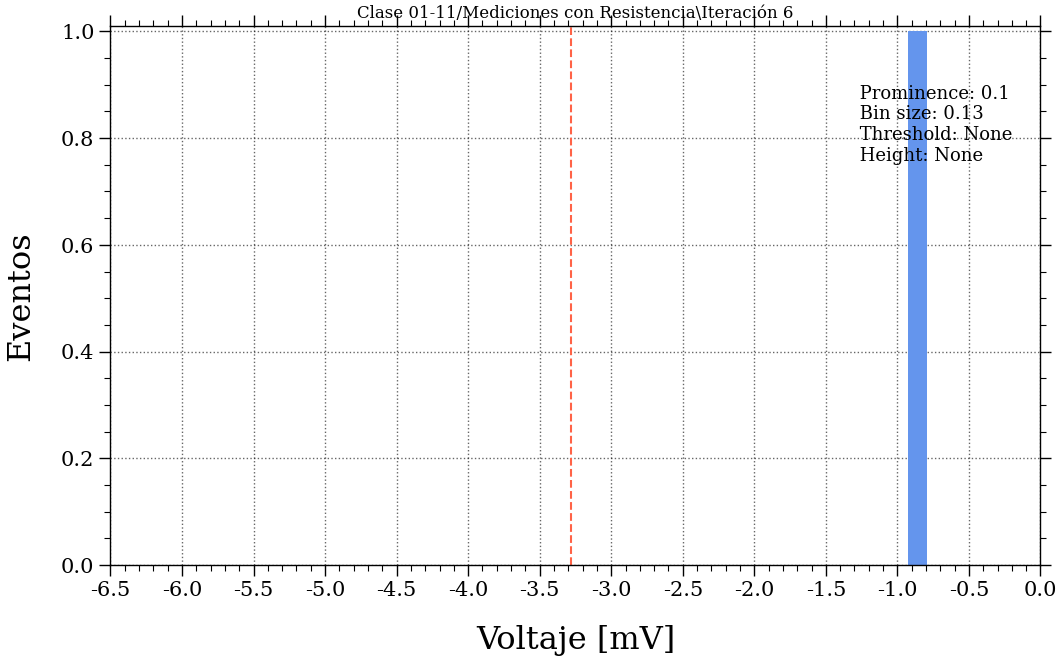 Clase 01-11/Mediciones con Resistencia\Iteración 6
1.0
0.8
0.6
0.4
0.2
0.0
Eventos
Prominence: 0.1
Bin size: 0.13
Threshold: None
Height: None
-6.5 -6.0 -5.5 -5.0 -4.5 -4.0 -3.5 -3.0 -2.5 -2.0 -1.5 -1.0 -0.5 0.0
Voltaje [mV]